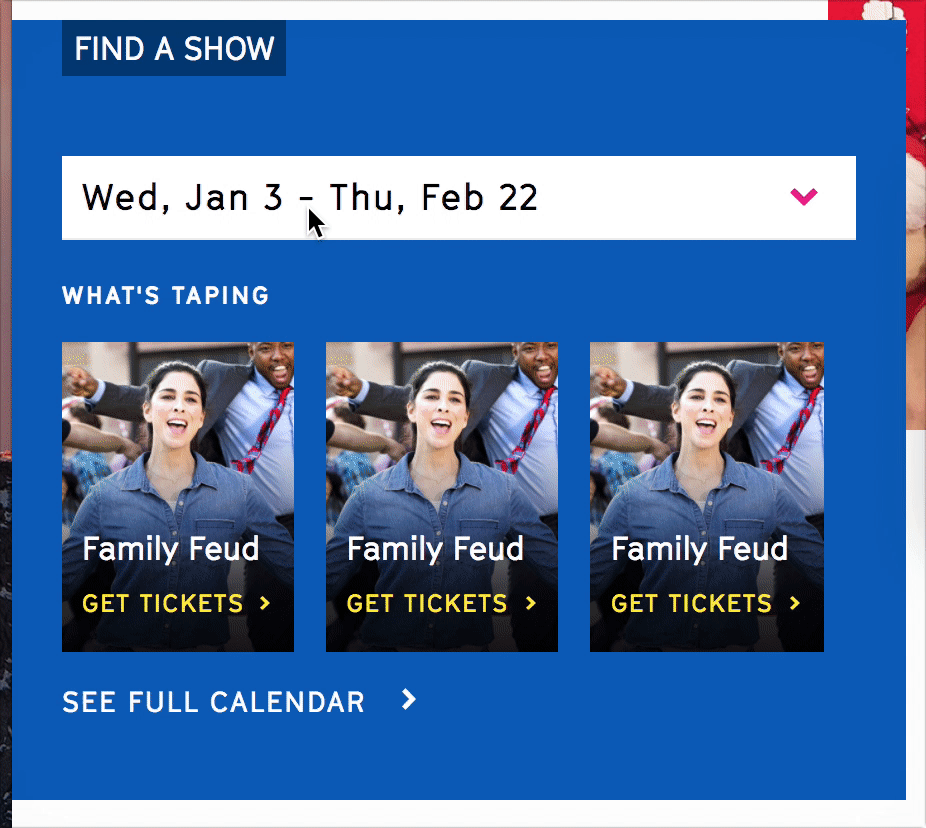 FIND A SHOW
Wed, Jan 3 – Thu, Feb 22
WHAT'S TAPING
Family Feud
GET TICKETS
Family Feud
GET TICKETS
Family Feud
GET TICKETS
SEE FULL CALENDAR